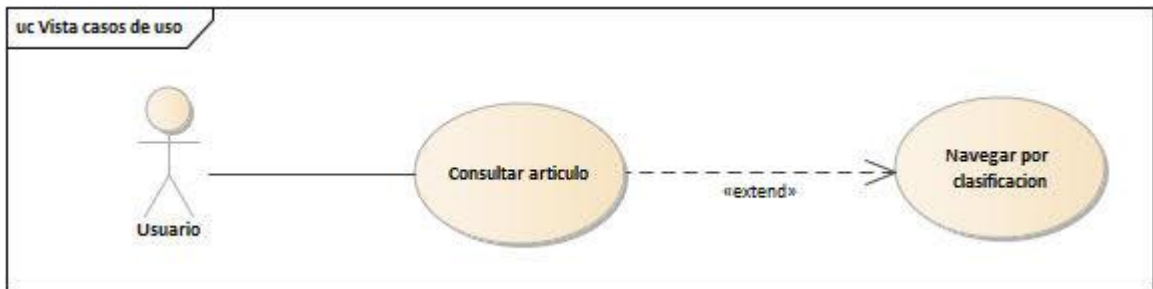 uc Vista casos de uso
Consultar articulo
«extend»
Navegar por
clasificacion
Usuario